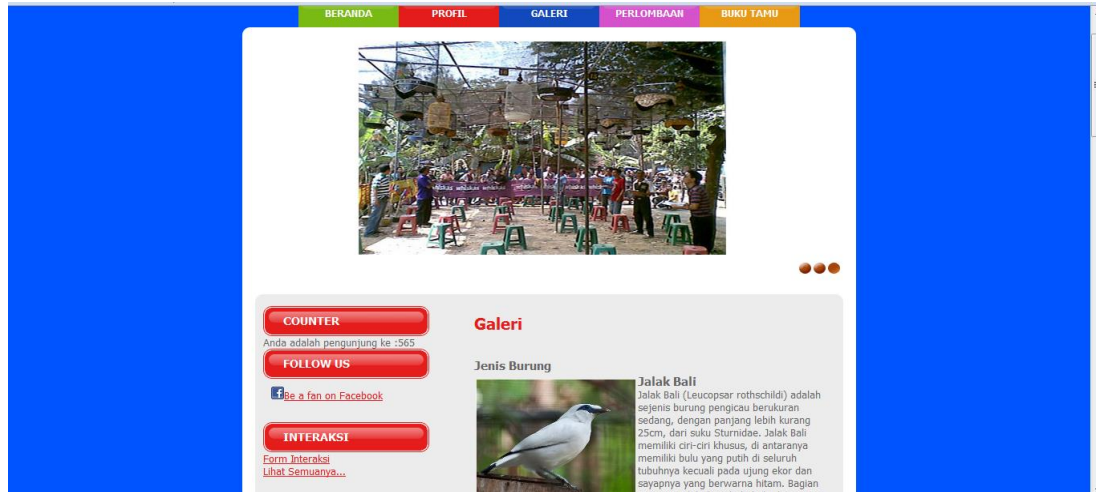 BERANDA PROFIL GALERI PERLOMBAAN BUKU TAMU
whiskas whiskas whiskas
COUNTER
Anda adalah pengunjung ke :565
FOLLOW US
Be a fan on Facebook
INTERAKSI
Form Interaksi
Lihat Semuanya...
Galeri
Jenis Burung
Jalak Bali
Jalak Bali (Leucopsar rothschildi) adalah
sejenis burung pengicau berukuran
sedang, dengan panjang lebih kurang
25cm, dari suku Sturnidae. Jalak Bali
memiliki ciri-ciri khusus, di antaranya
memiliki bulu yang putih di seluruh
tubuhnya kecuali pada ujung ekor dan
sayapnya yang berwarna hitam. Bagian